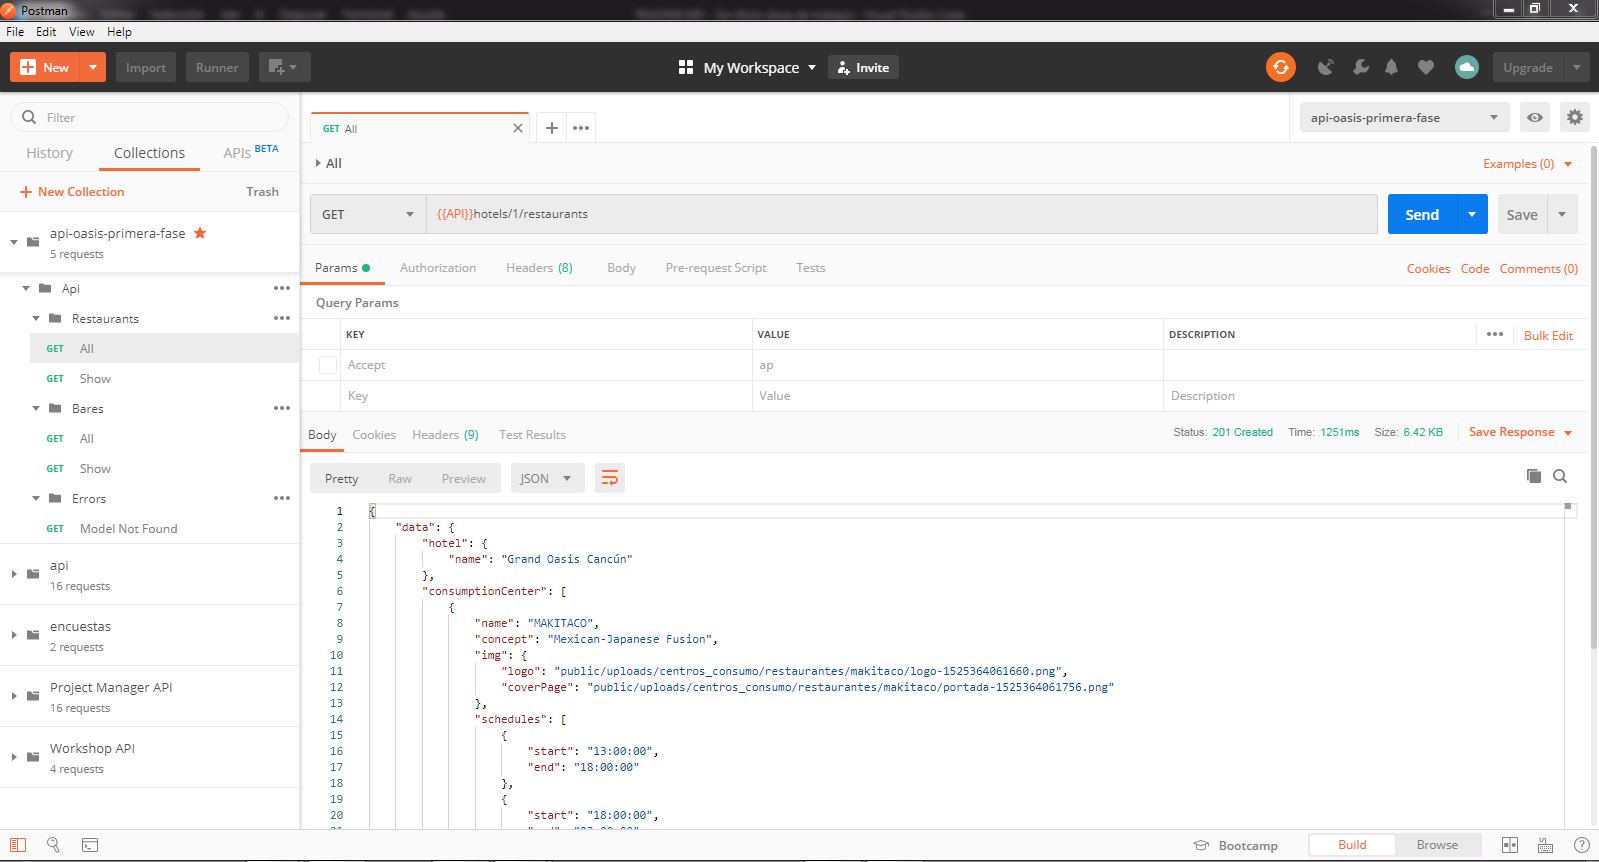 Postman
File Edit View Help
New Import Runner My Workspace Invite Upgrade
Filter
History Collections APIs BETA
New Collection Trash
api-oasis-primera-fase
5 requests
Api
Restaurants
GET All
GET Show
Bares
GET All
GET Show
Errors
GET Model Not Found
api
16 requests
encuestas
2 requests
Project Manager API
16 requests
Workshop API
4 requests
GET All
api-oasis-primera-fase
All
Examples (0)
GET {{API}}hotels/1/restaurants Send Save
Params Authorization Headers (8) Body Pre-request Script Tests Cookies Code Comments (0)
Query Params
KEY VALUE DESCRIPTION Bulk Edit
Accept ap
Key Value Description
Body Cookies Headers (9) Test Results Status: 201 Created Time: 1251ms Size: 6.42 KB Save Response
Pretty Raw Preview JSON
1 {
2 "data": {
3 "hotel": {
4 "name": "Grand Oasis Cancún"
5 },
6 "consumptionCenter": [
7 {
8 "name": "MAKITACO",
9 "concept": "Mexican-Japanese Fusion",
10 "img": {
11 "logo": "public/uploads/centros_consumo/restaurantes/makitaco/logo-1525364061660.png",
12 "coverPage": "public/uploads/centros_consumo/restaurantes/makitaco/portada-1525364061756.png"
13 },
14 "schedules": [
15 {
16 "start": "13:00:00",
17 "end": "18:00:00"
18 },
19 {
20 "start": "18:00:00",
Bootcamp Build Browse